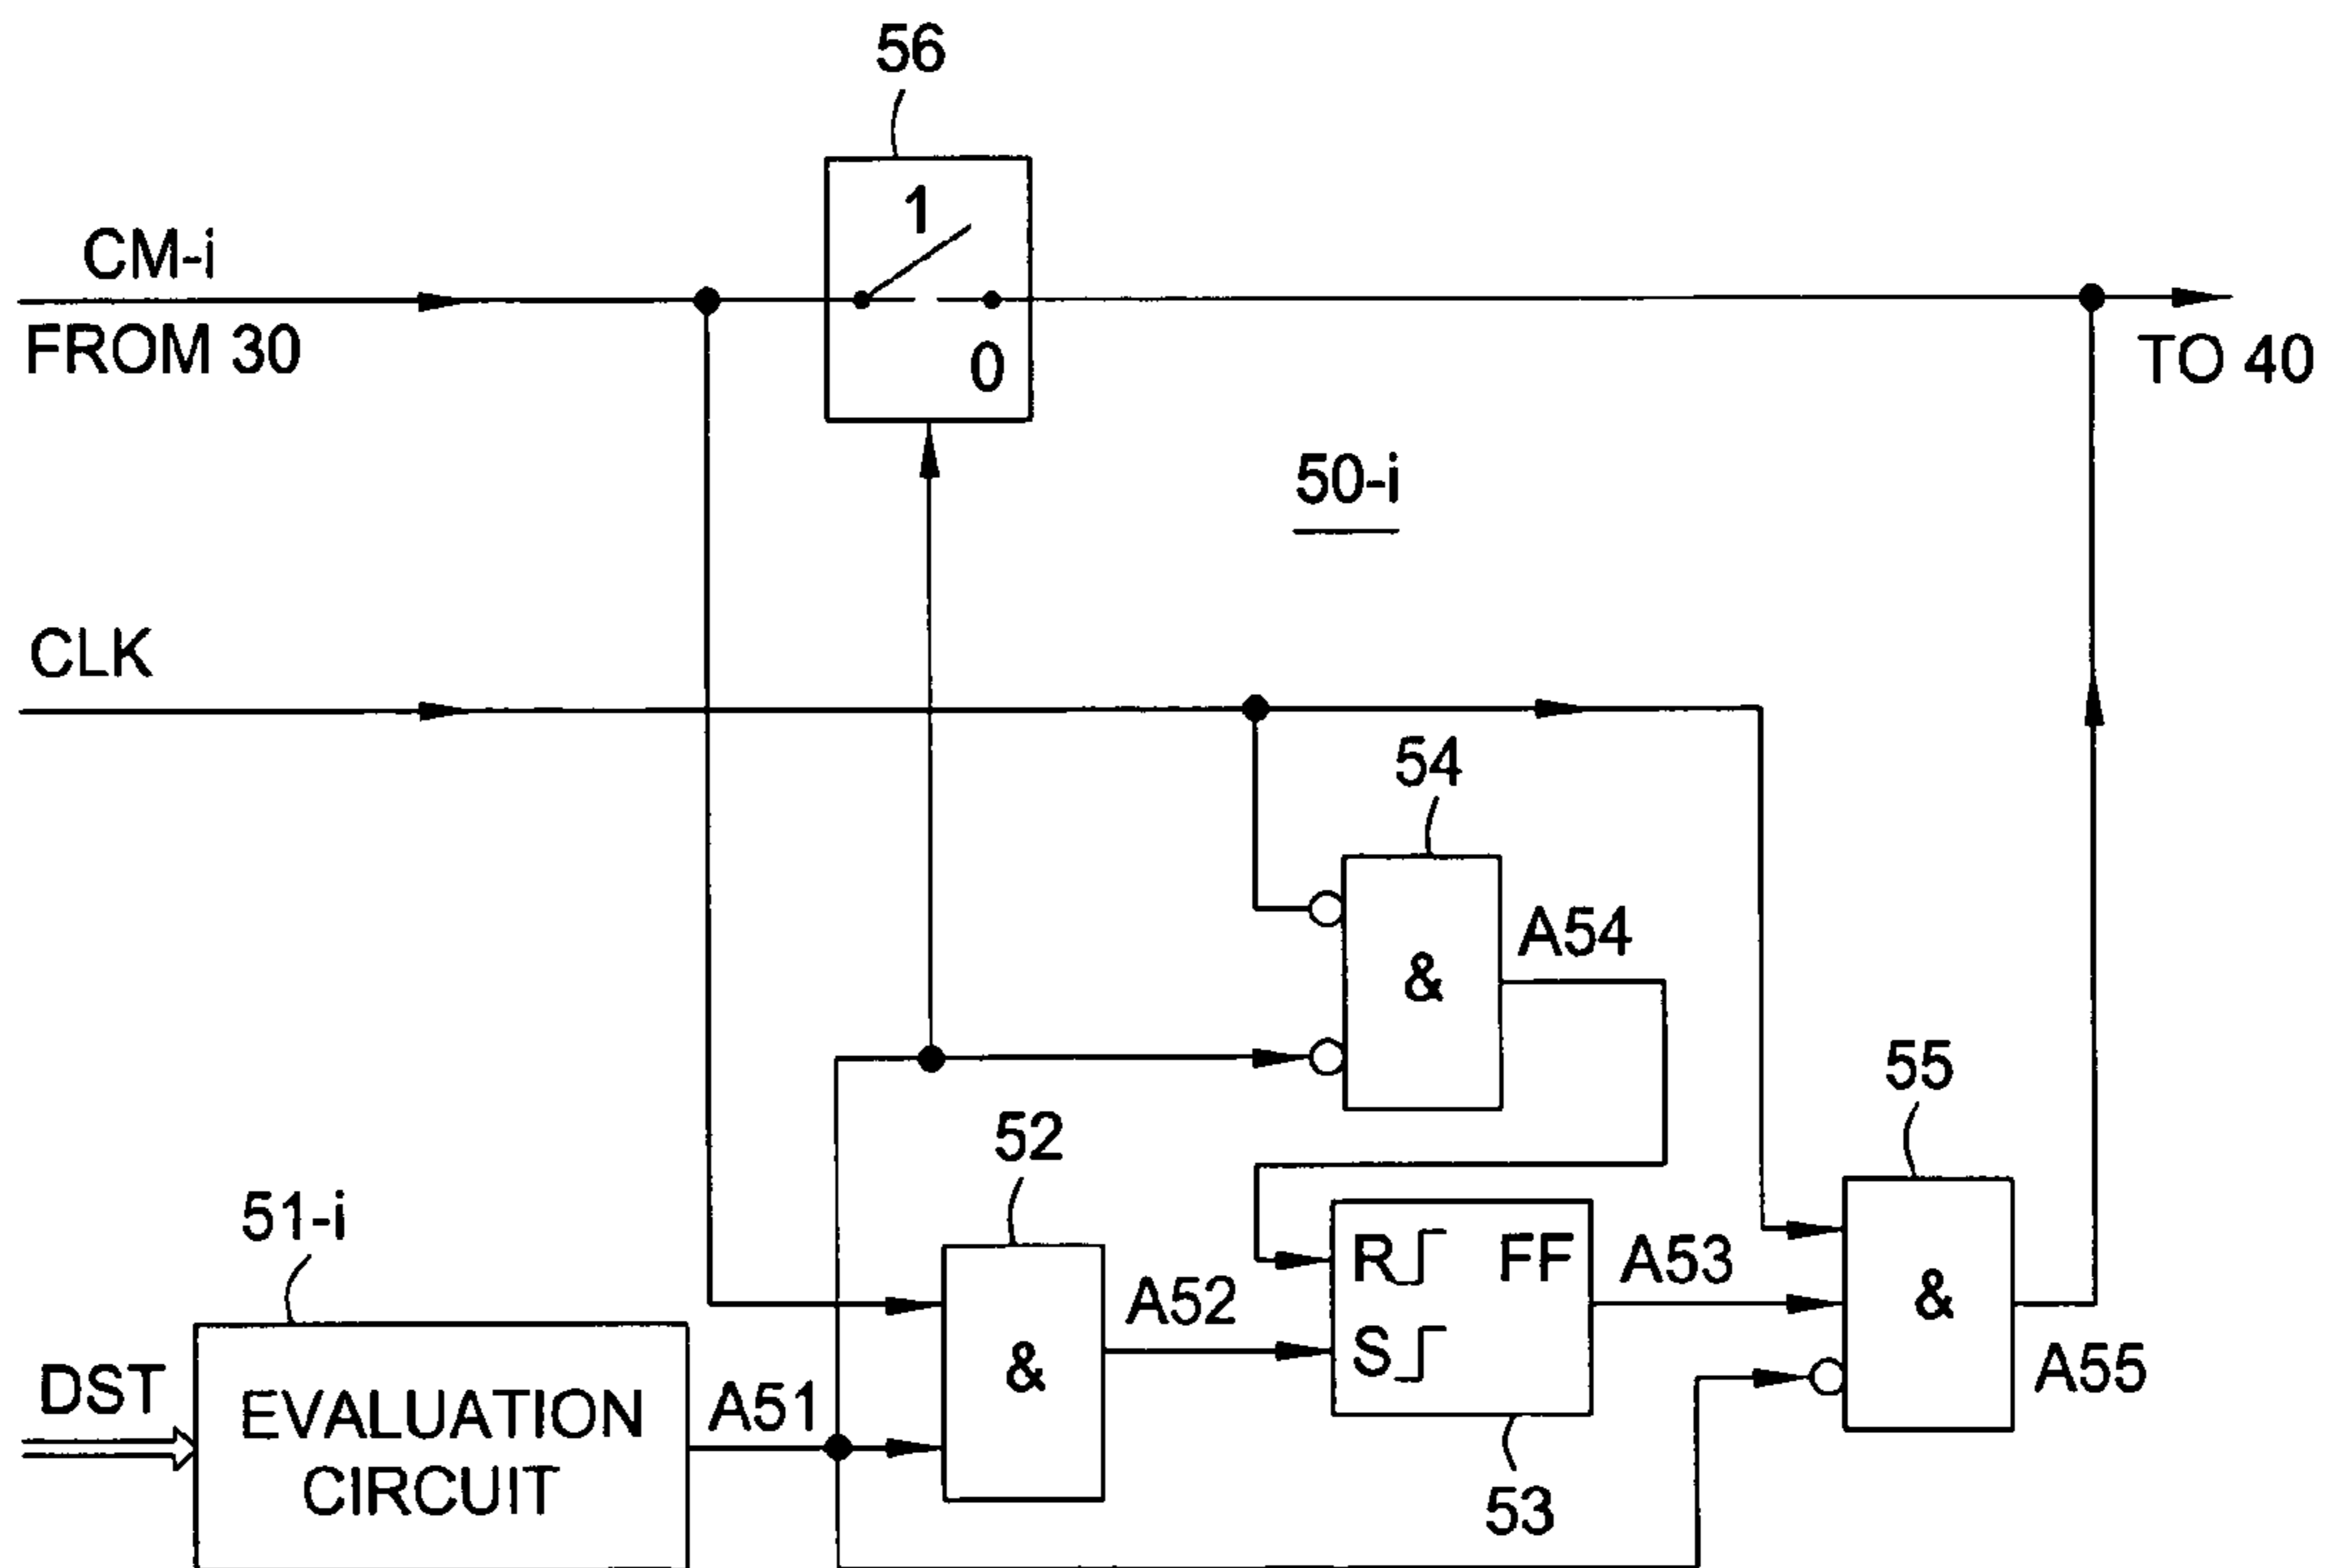 56
1
CM-i
FROM 30
0
TO 40
50-i
CLK
54
A54
&
55
52
51-i
R FF
A53
A52
&
S
&
A55
DST
EVALUATION
CIRCUIT
A51
53